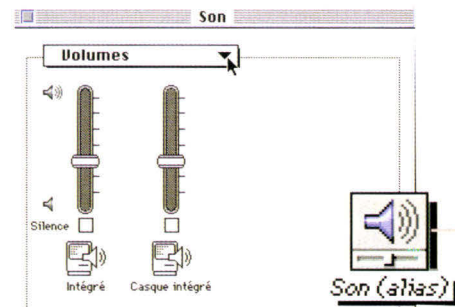 Son
Volumes
Silence
Intégré
Casque intégré
Son (alias)